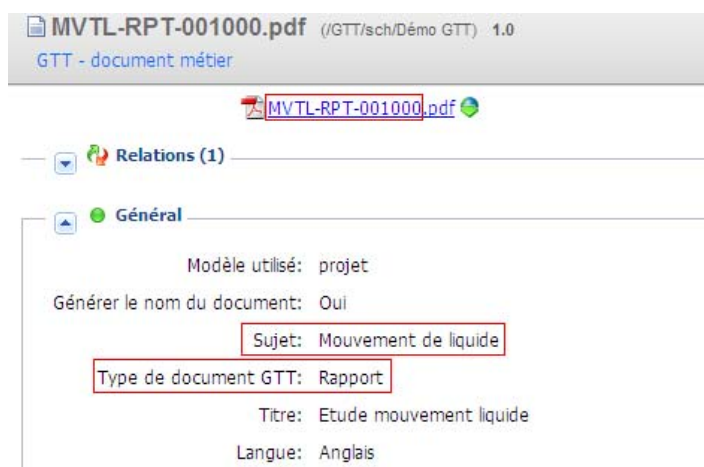 MVTL-RPT-001000.pdf (/GTT/sch/Démo GTT) 1.0
GTT - document métier
MVTL-RPT-001000.pdf
Relations (1)
Général
Modèle utilisé: projet
Générer le nom du document: Oui
Sujet: Mouvement de liquide
Type de document GTT: Rapport
Titre: Etude mouvement liquide
Langue: Anglais